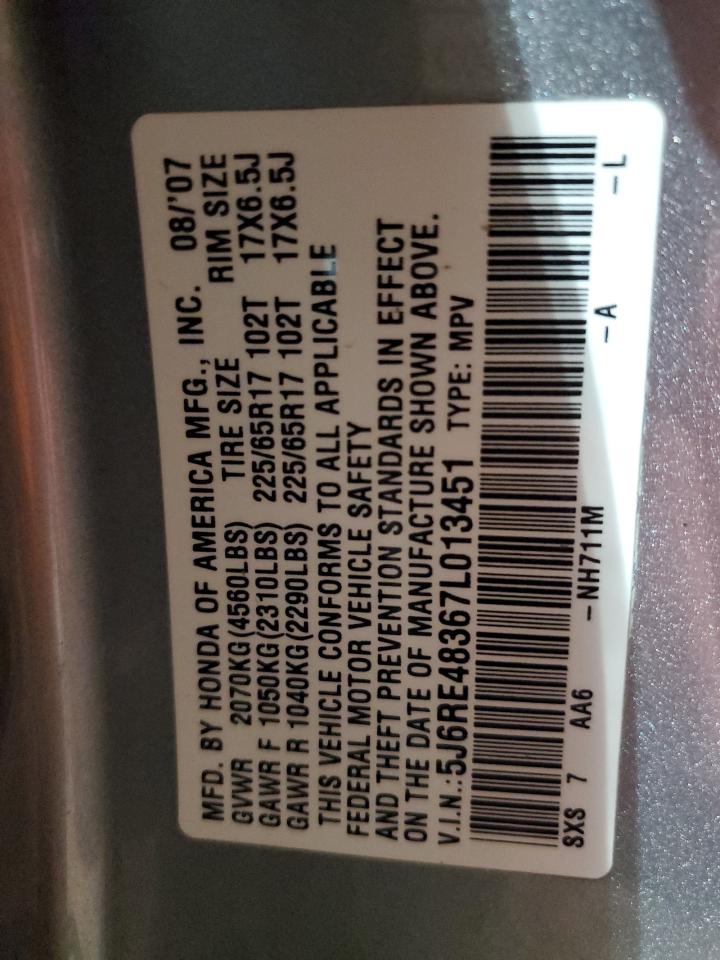 MFD. BY HONDA OF AMERICA MFG., INC. 08/'07
GVWR 2070KG(4560LBS) TIRE SIZE RIM SIZE
GAWR F 1050KG(2310LBS) 225/65R17 102T 17X6.5J
GAWR R 1040KG(2290LBS) 225/65R17 102T 17X6.5J
THIS VEHICLE CONFORMS TO ALL APPLICABLE
FEDERAL MOTOR VEHICLE SAFETY
AND THEFT PREVENTION STANDARDS IN EFFECT
ON THE DATE OF MANUFACTURE SHOWN ABOVE.
V.I.N.:5J6RE48367L013451 TYPE: MPV
SXS 7 AA6 -NH711M -A -L